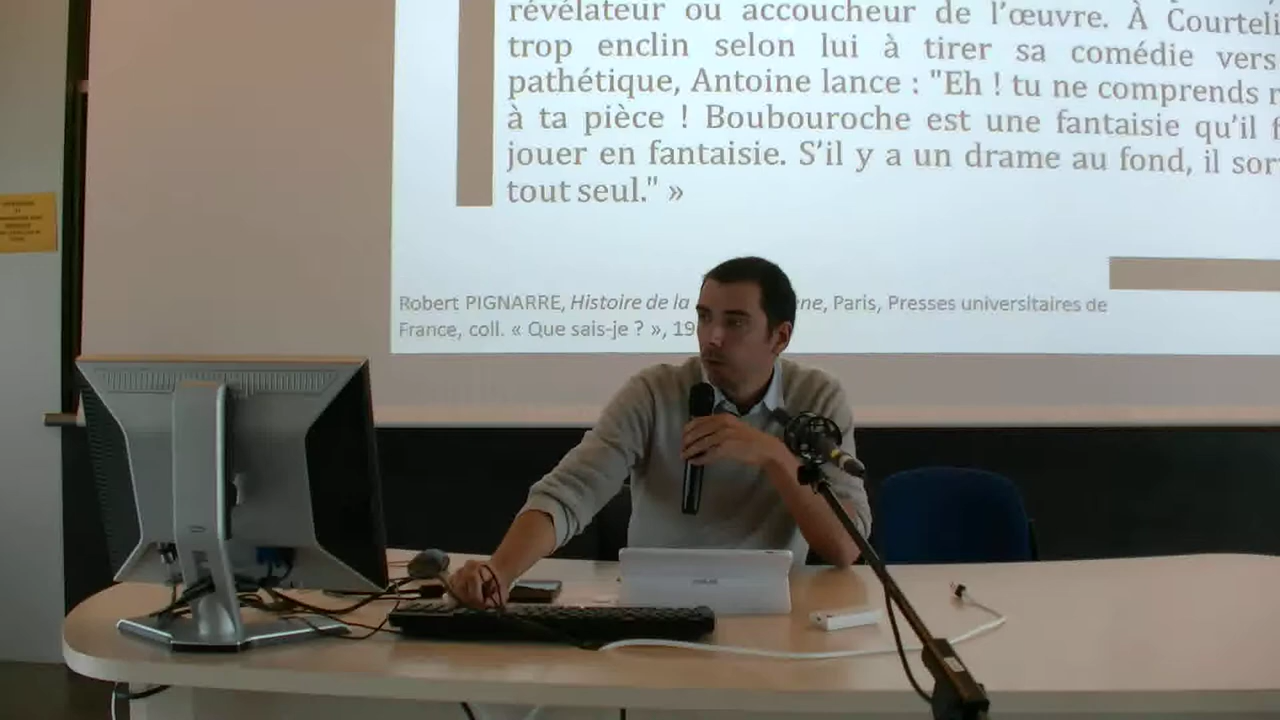 révélateur ou accoucheur de l'œuvre. À Courteli
trop enclin selon lui à tirer sa comédie vers
pathétique, Antoine lance : "Eh ! tu ne comprends r
à ta pièce ! Boubouroche est une fantaisie qu'il f
jouer en fantaisie. S'il y a un drame au fond, il sor
tout seul." »
Robert PIGNARRE, Histoire de la ne, Paris, Presses universitaires de
France, coll. « Que sais-je ? », 19